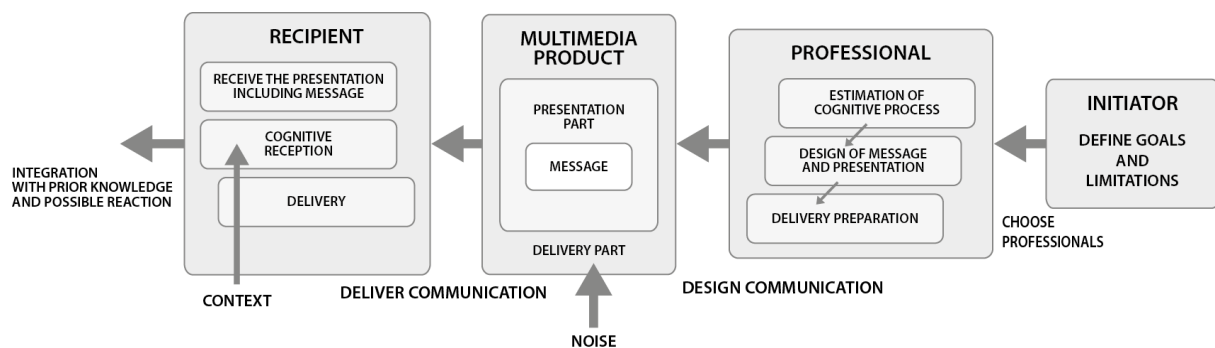 RECIPIENT
RECEIVE THE PRESENTATION
INCLUDING MESSAGE
COGNITIVE
RECEPTION
DELIVERY
INTEGRATION
WITH PRIOR KNOWLEDGE
AND POSSIBLE REACTION
CONTEXT
DELIVER COMMUNICATION
MULTIMEDIA
PRODUCT
PRESENTATION
PART
MESSAGE
DELIVERY PART
NOISE
DESIGN COMMUNICATION
PROFESSIONAL
ESTIMATION OF
COGNITIVE PROCESS
DESIGN OF MESSAGE
AND PRESENTATION
DELIVERY PREPARATION
CHOOSE
PROFESSIONALS
INITIATOR
DEFINE GOALS
AND
LIMITATIONS